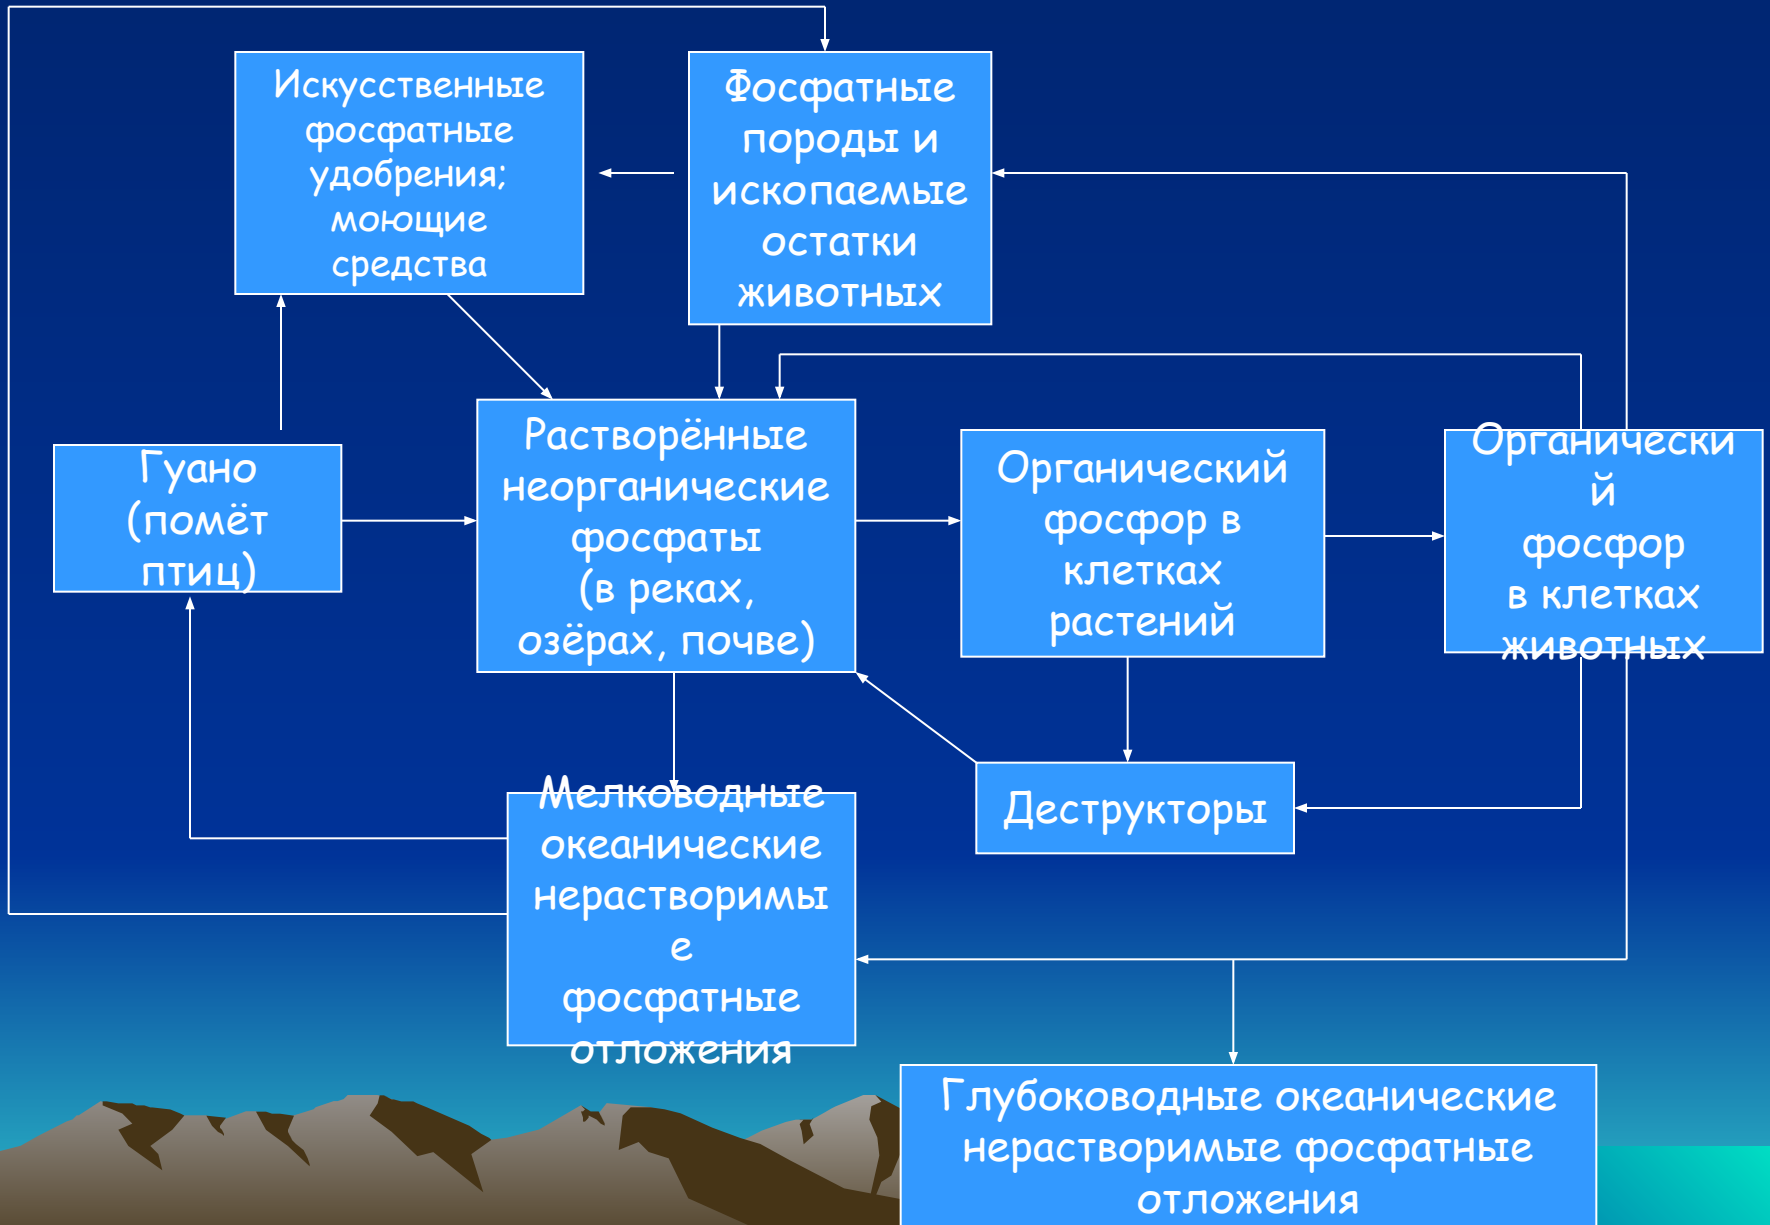 Искусственные
фосфатные
удобрения;
моющие
средства
Фосфатные
породы и
ископаемые
остатки
животных
Гуано
(помёт
птиц)
Растворённые
неорганические
фосфаты
(в реках,
озёрах, почве)
Органический
фосфор в
клетках
растений
Органически
й
фосфор
в клетках
животных
Деструкторы
Мелководные
океанические
нерастворимы
е
фосфатные
отложения
Глубоководные океанические
нерастворимые фосфатные
отложения